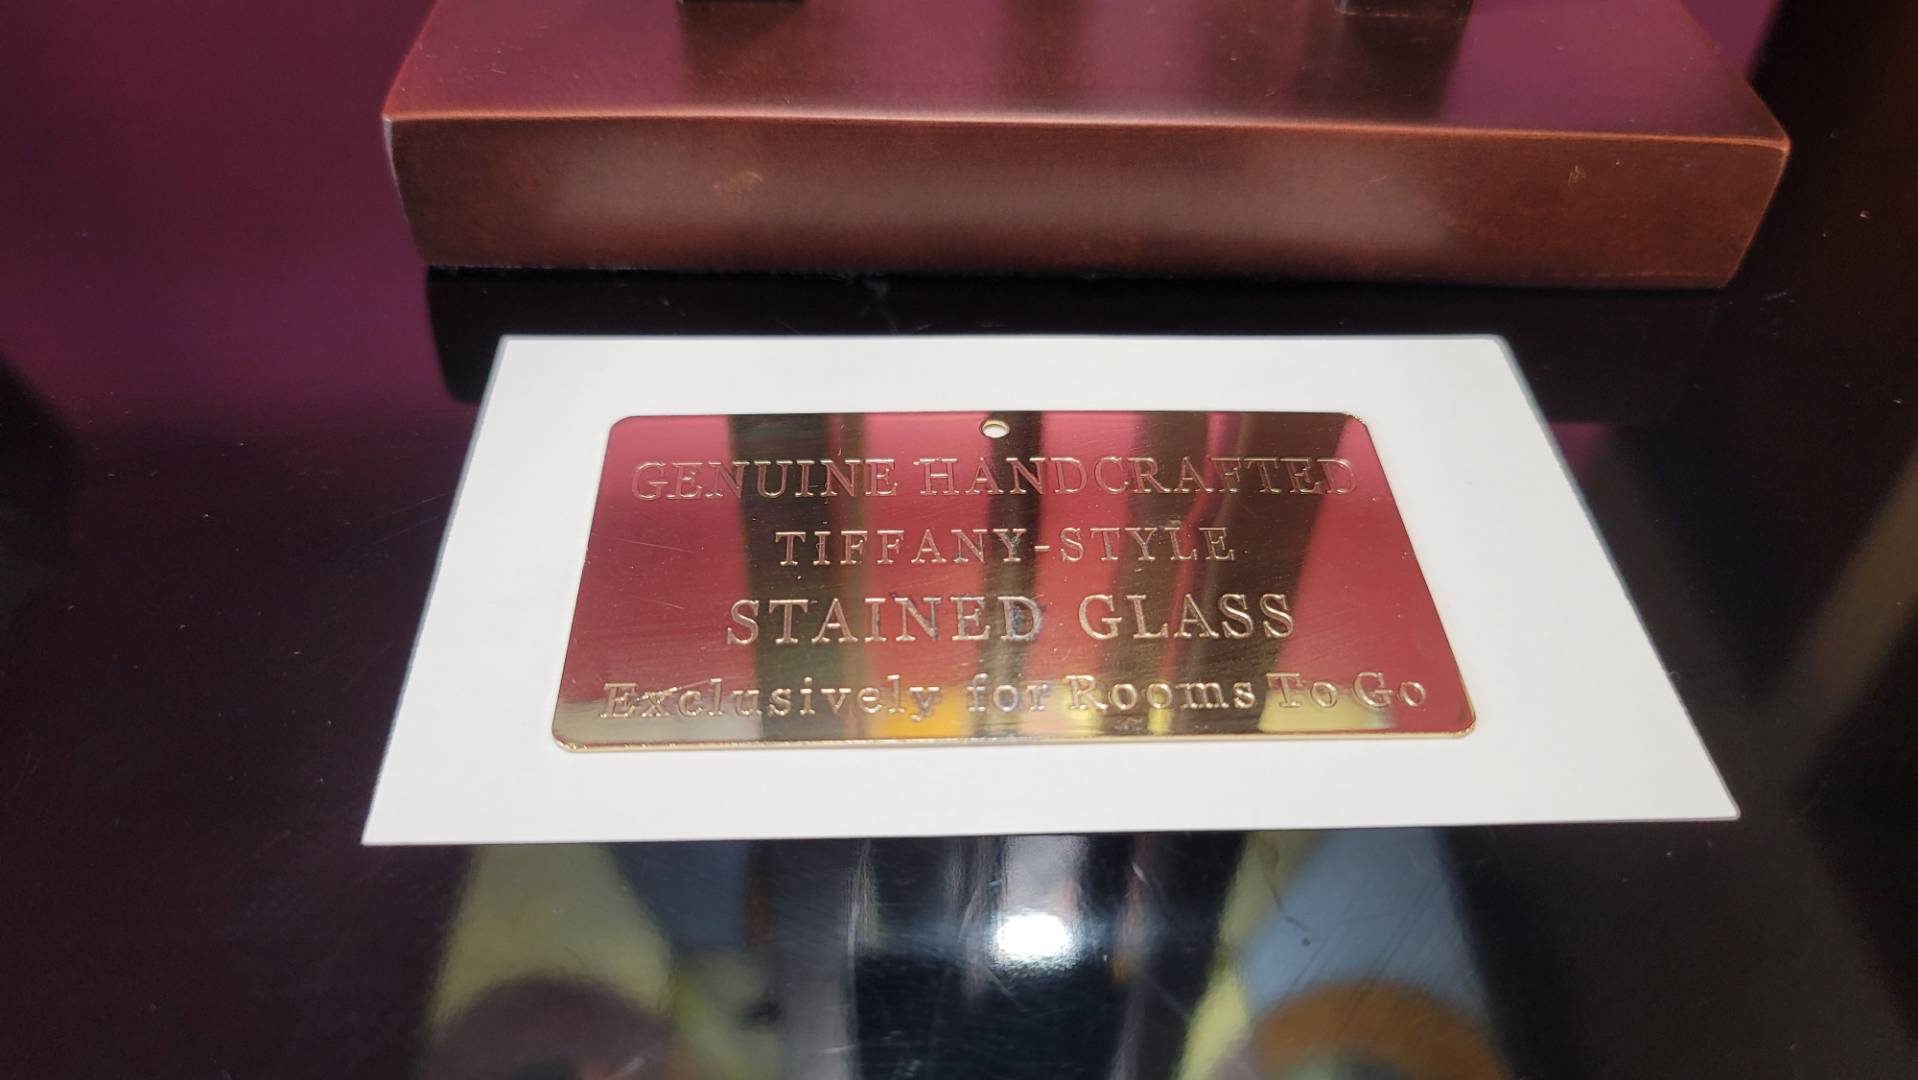 GENUINE HANDCRAFTED
TIFFANY-STYLE
STAINED GLASS
Exclusively for Rooms To Go